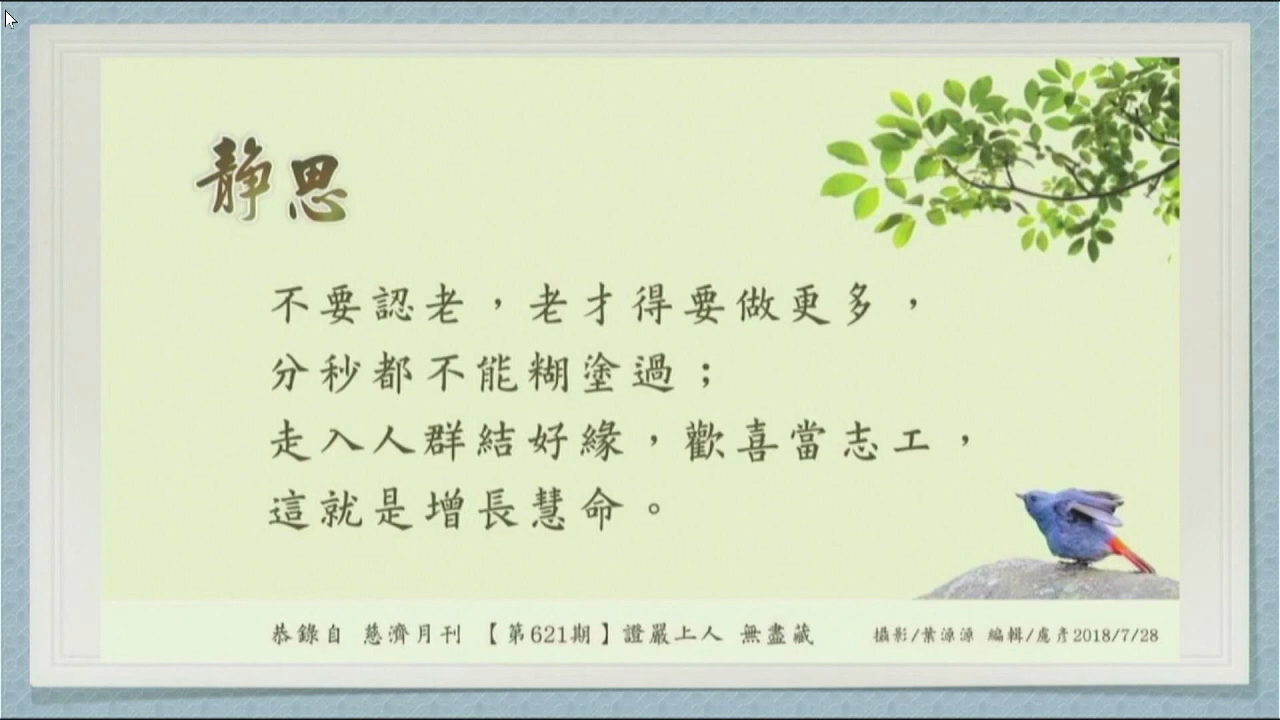 靜思
不要認老，老才得要做更多，
分秒都不能糊塗過；
走入人群結好緣，歡喜當志工，
這就是增長慧命。
恭錄自 慈濟月刊 【第621期】證嚴上人 無盡藏 攝影/葉源源 編輯/處彥2018/7/28